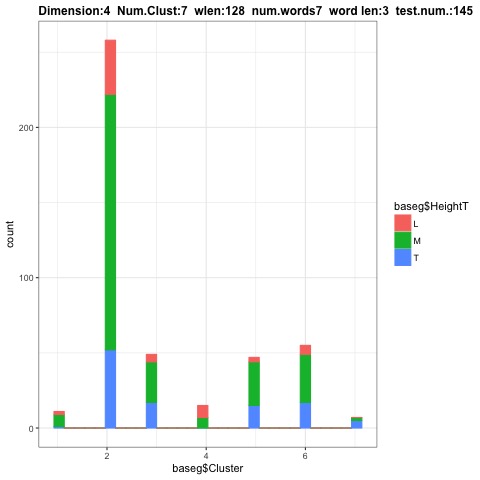 Dimension:4  Num.Clust:7  wlen:128  num.words7  word len:3  test.num.:145
200
100
0
count
2 4 6
baseg$Cluster
baseg$HeightT
L
M
T